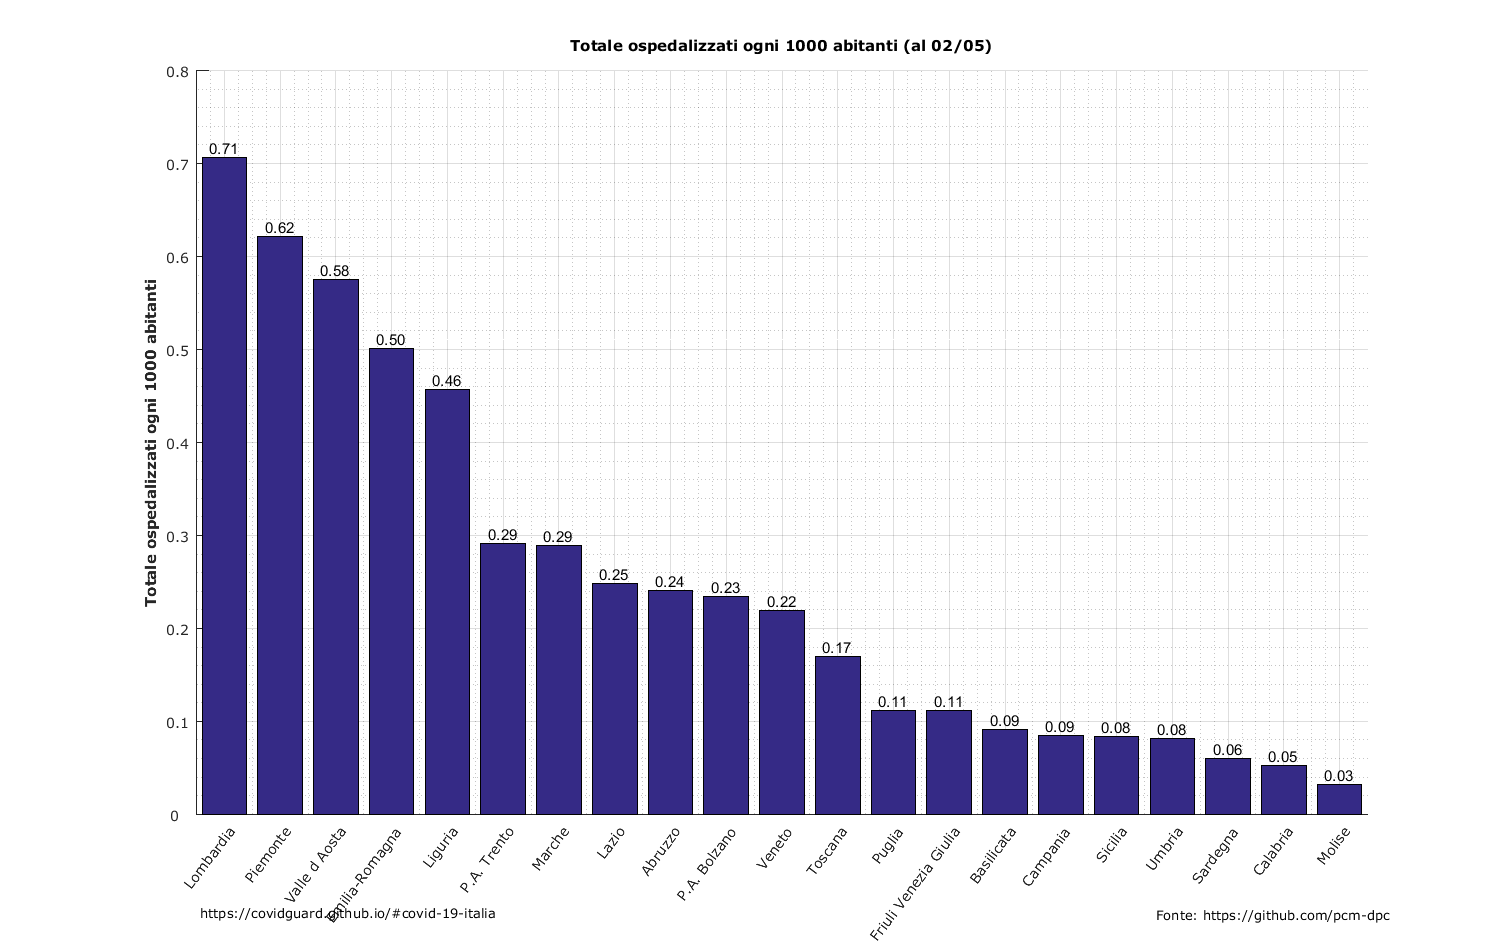 Totale ospedalizzati ogni 1000 abitanti (al 02/05)
Totale ospedalizzati ogni 1000 abitanti
0.8
0.7
0.6
0.5
0.4
0.3
0.2
0.1
0
0.71
0.62
0.58
0.50
0.46
0.29
0.29
0.25
0.24
0.23
0.22
0.17
0.11
0.11
0.09
0.09
0.08
0.08
0.06
0.05
0.03
Lombardia
Piemonte
Valle d Aosta
Emilia-Romagna
Liguria
P.A. Trento
Marche
Lazio
Abruzzo
P.A. Bolzano
Veneto
Toscana
Puglia
Friuli Venezia Giulia
Basilicata
Campania
Sicilia
Umbria
Sardegna
Calabria
Molise
https://covidguard.github.io/#covid-19-italia
Fonte: https://github.com/pcm-dpc